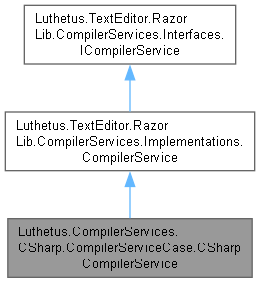 Luthetus.TextEditor.Razor
Lib.CompilerServices.Interfaces.
ICompilerService
Luthetus.TextEditor.Razor
Lib.CompilerServices.Implementations.
CompilerService
Luthetus.CompilerServices.
CSharp.CompilerServiceCase.CSharp
CompilerService